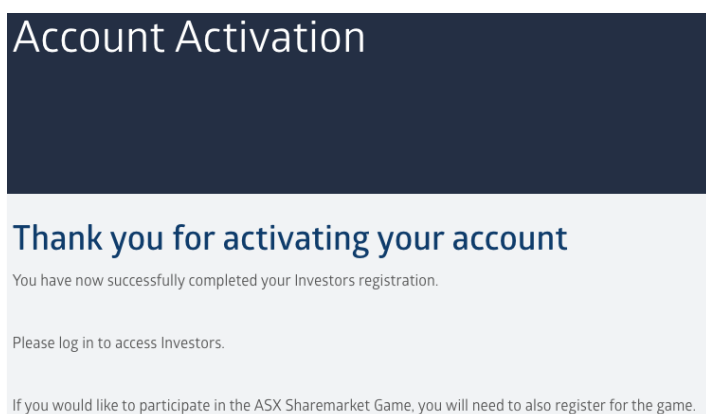 Account Activation
Thank you for activating your account
You have now successfully completed your Investors registration.
Please log in to access Investors.
If you would like to participate in the ASX Sharemarket Game, you will need to also register for the game.